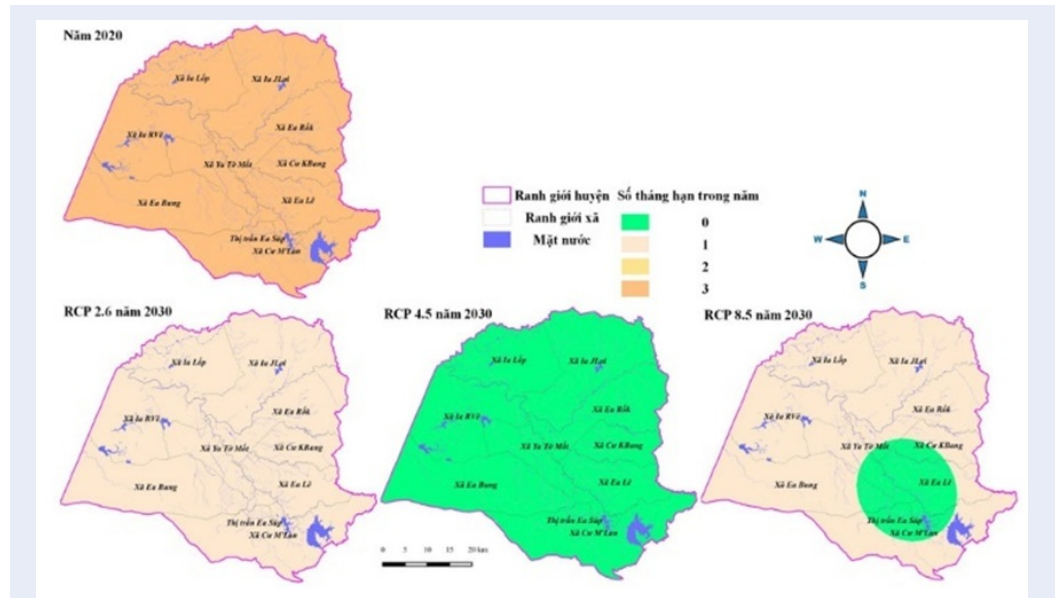 Năm 2020
Xã Ia Lốp
Xã Ia JLơi
Xã Ea Rốk
Xã Ia RVê
Xã Ya Tờ Mốt
Xã Cư KBang
Xã Ea Bung
Xã Ea Lê
Thị trấn Ea Súp
Xã Cư M'Lan
Ranh giới huyện
Ranh giới xã
Mặt nước
Số tháng hạn trong năm
0
1
2
3
N
W E
S
RCP 2.6 năm 2030
Xã Ia Lốp
Xã Ia JLơi
Xã Ea Rốk
Xã Ia RVê
Xã Ya Tờ Mốt
Xã Cư KBang
Xã Ea Bung
Xã Ea Lê
Thị trấn Ea Súp
Xã Cư M'Lan
RCP 4.5 năm 2030
Xã Ia Lốp
Xã Ia JLơi
Xã Ea Rốk
Xã Ia RVê
Xã Ya Tờ Mốt
Xã Cư KBang
Xã Ea Bung
Xã Ea Lê
Thị trấn Ea Súp
Xã Cư M'Lan
0 5 10 15 20 km
RCP 8.5 năm 2030
Xã Ia Lốp
Xã Ia JLơi
Xã Ea Rốk
Xã Ia RVê
Xã Ya Tờ Mốt
Xã Cư KBang
Xã Ea Bung
Xã Ea Lê
Thị trấn Ea Súp
Xã Cư M'Lan